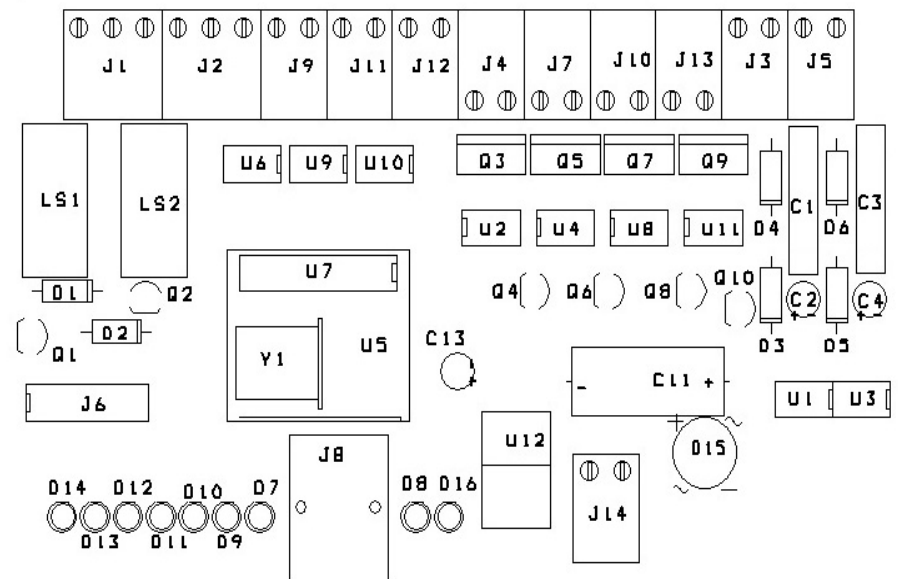 J1 J2 J9 J11 J12 J4 J7 J10 J13 J3 J5
LS1 LS2 U6 U9 U10 Q3 Q5 Q7 Q9 D4 C1 D6 C3
U2 U4 U8 U11
D1 Q2 U7 Q4 Q6 Q8 Q10 C2 C4
+ - + -
Q1 D2 Y1 U5 C13 + D3 D5
J6 - C11 + U1 U3
J8 U12 + ~ D15 ~ -
D14 D12 D10 D7 D8 D16 J14
D13 D11 D9